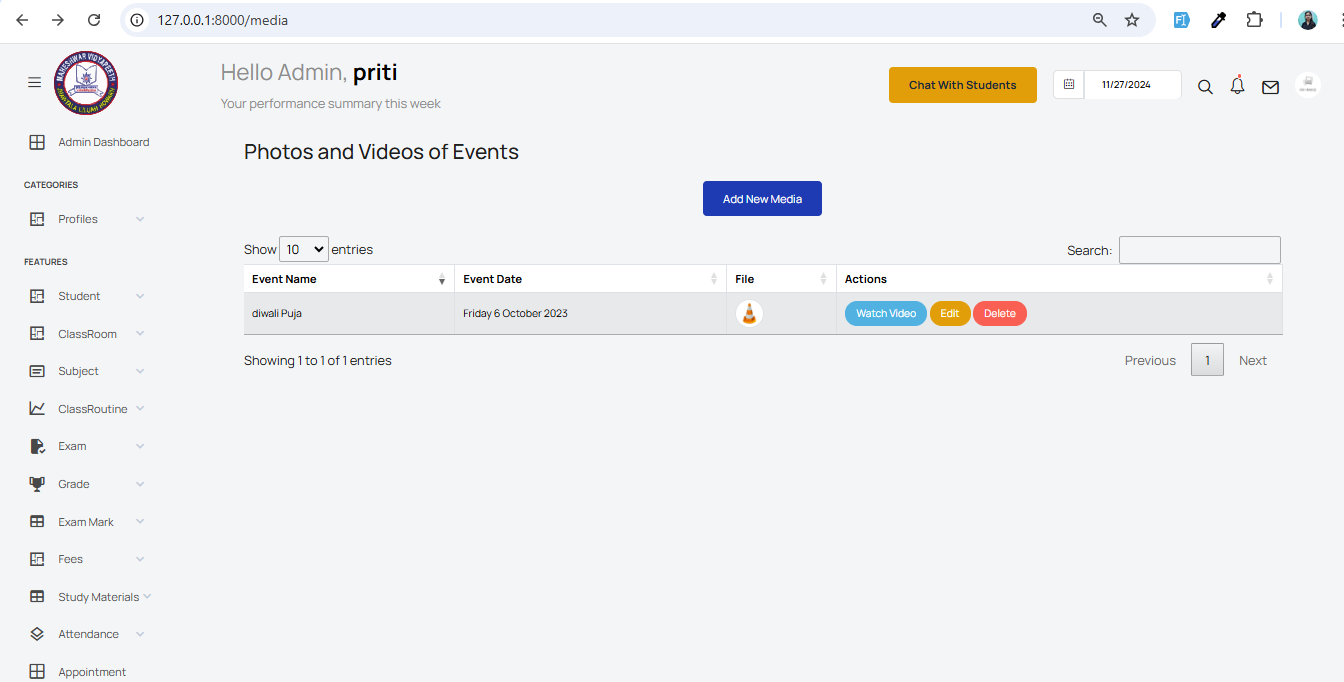 127.0.0.1:8000/media
Hello Admin, priti
Your performance summary this week
Chat With Students
11/27/2024
Admin Dashboard
CATEGORIES
Profiles
FEATURES
Student
ClassRoom
Subject
ClassRoutine
Exam
Grade
Exam Mark
Fees
Study Materials
Attendance
Appointment
Photos and Videos of Events
Add New Media
Show 10 entries
Search:
Event Name Event Date File Actions
diwali Puja Friday 6 October 2023 Watch Video Edit Delete
Showing 1 to 1 of 1 entries
Previous 1 Next